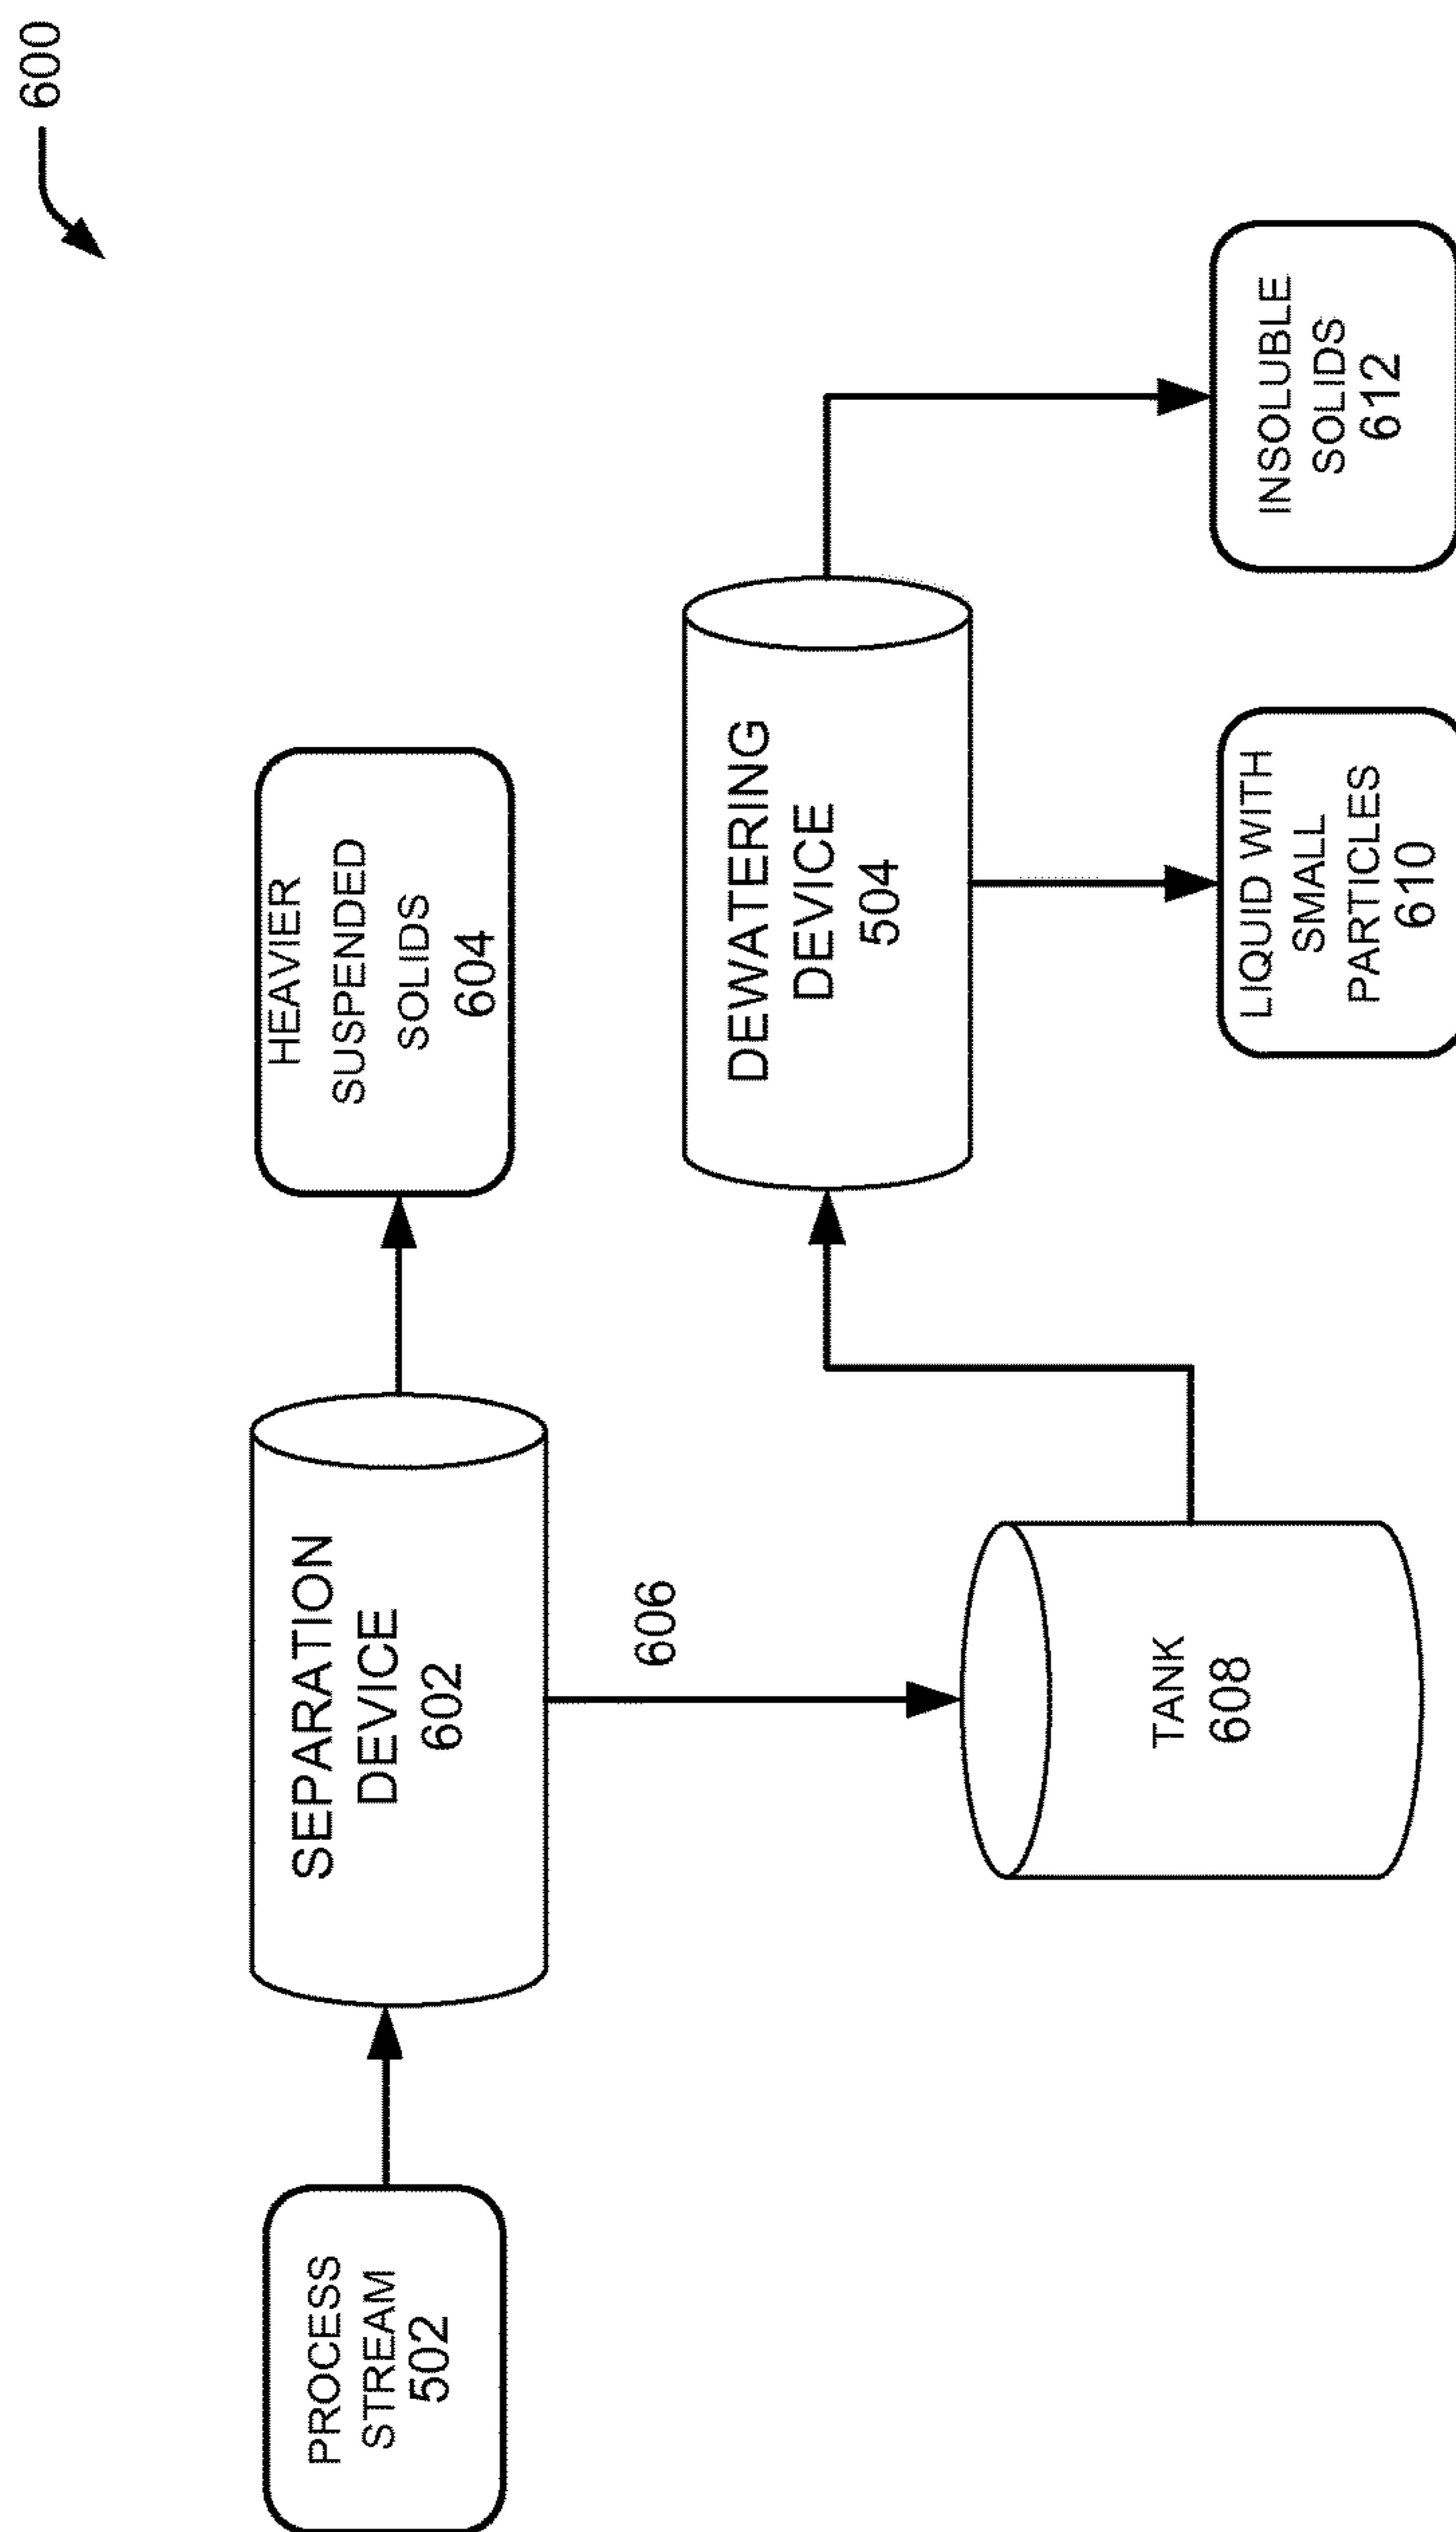 600
PROCESS
STREAM
502
SEPARATION
DEVICE
602
HEAVIER
SUSPENDED
SOLIDS
604
606
TANK
608
DEWATERING
DEVICE
504
LIQUID WITH
SMALL
PARTICLES
610
INSOLUBLE
SOLIDS
612